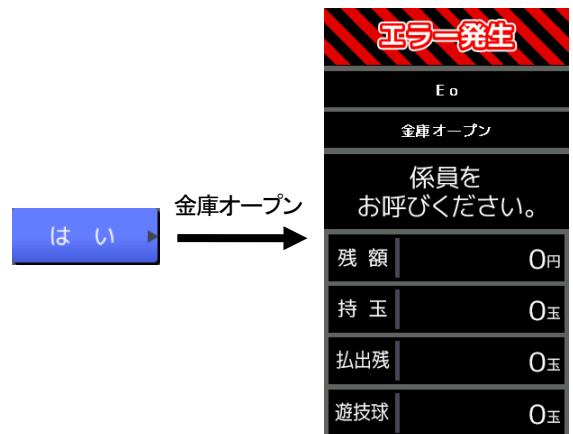 エラー発生
Eo
金庫オープン
係員を
お呼びください。
金庫オープン
はい
残額 0円
持玉 0玉
払出残 0玉
遊技球 0玉